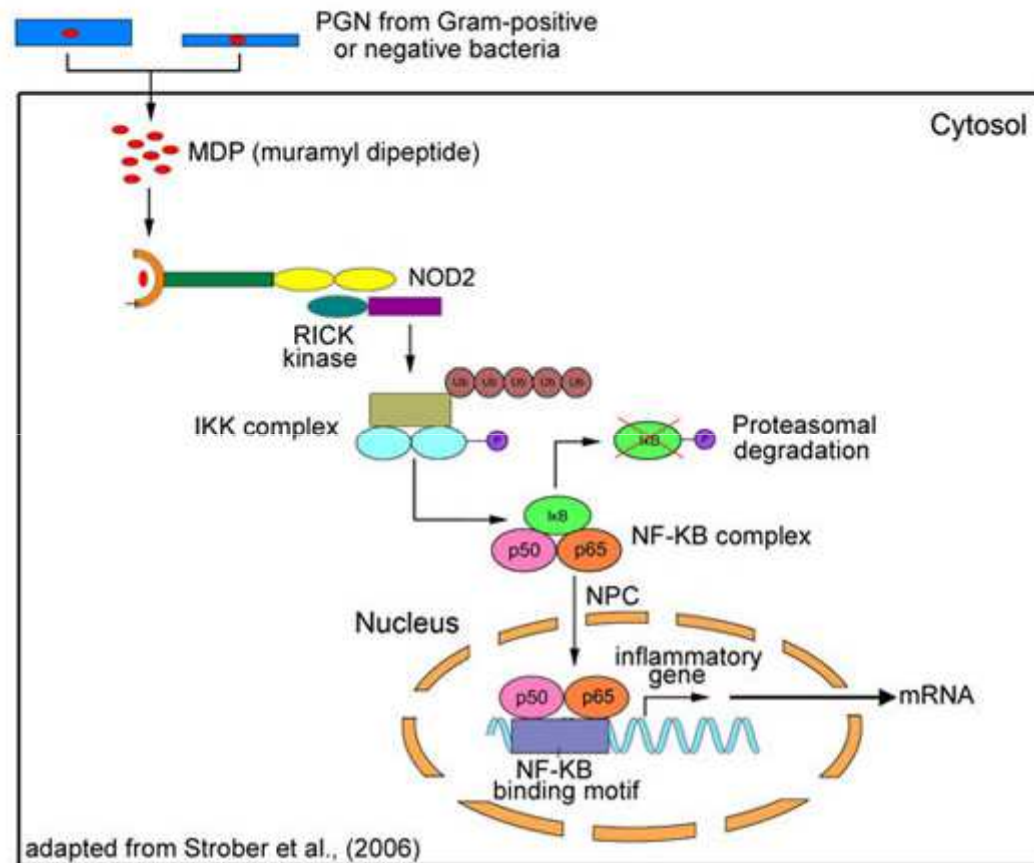 PGN from Gram-positive
or negative bacteria
Cytosol
MDP (muramyl dipeptide)
NOD2
RICK
kinase
Ub Ub Ub Ub Ub
IKK complex
P
IκB
P
Proteasomal
degradation
IκB
p50 p65
NF-KB complex
NPC
Nucleus
inflammatory
gene
p50 p65
mRNA
NF-KB
binding motif
adapted from Strober et al., (2006)